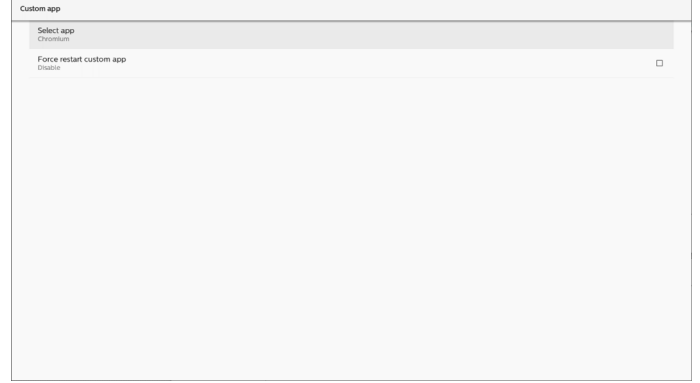 Custom app
Select app
Chromium
Force restart custom app
Disable